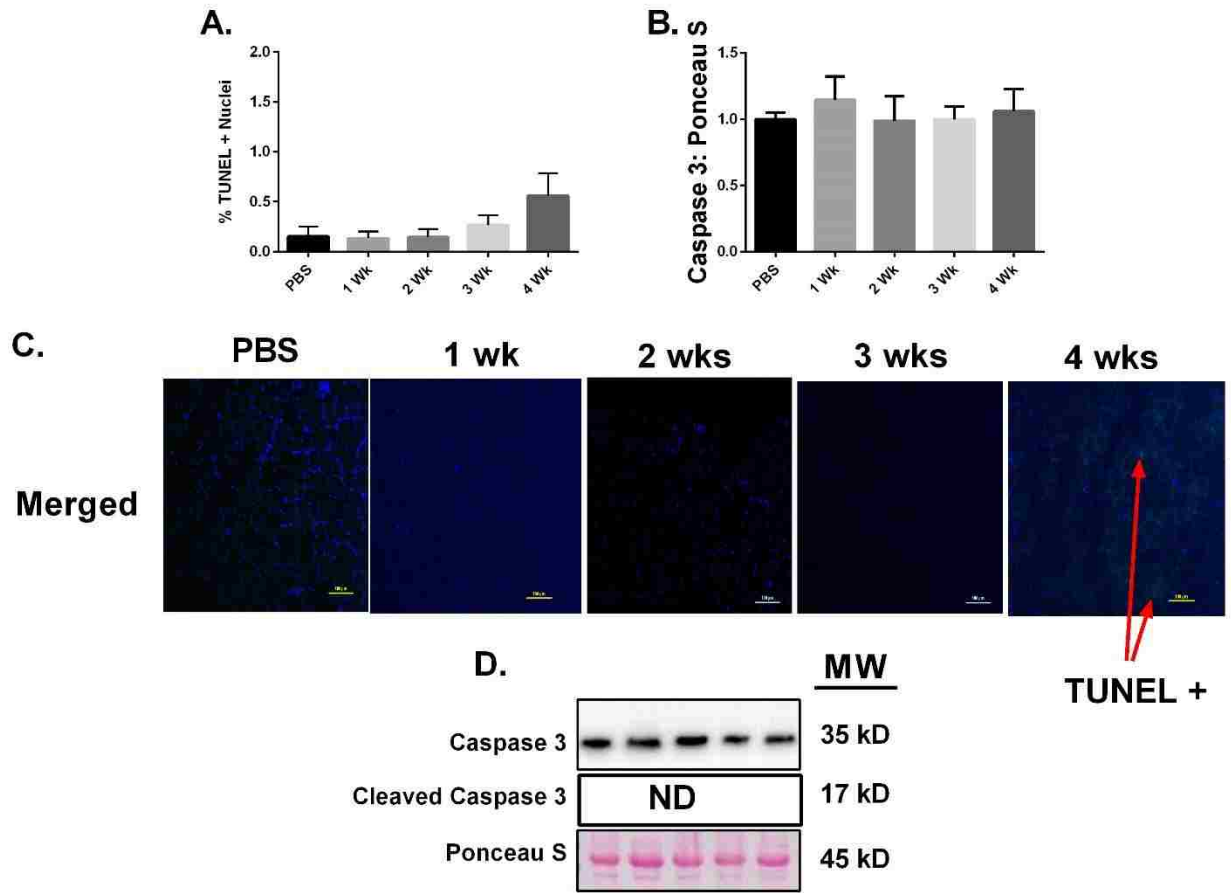 A.
% TUNEL + Nuclei
2.0
1.5
1.0
0.5
0.0
PBS
1 Wk
2 Wk
3 Wk
4 Wk
B.
Caspase 3: Ponceau S
1.5
1.0
0.5
0.0
PBS
1 Wk
2 Wk
3 Wk
4 Wk
C.
PBS
1 wk
2 wks
3 wks
4 wks
Merged
TUNEL +
D.
MW
Caspase 3
35 kD
Cleaved Caspase 3
ND
17 kD
Ponceau S
45 kD